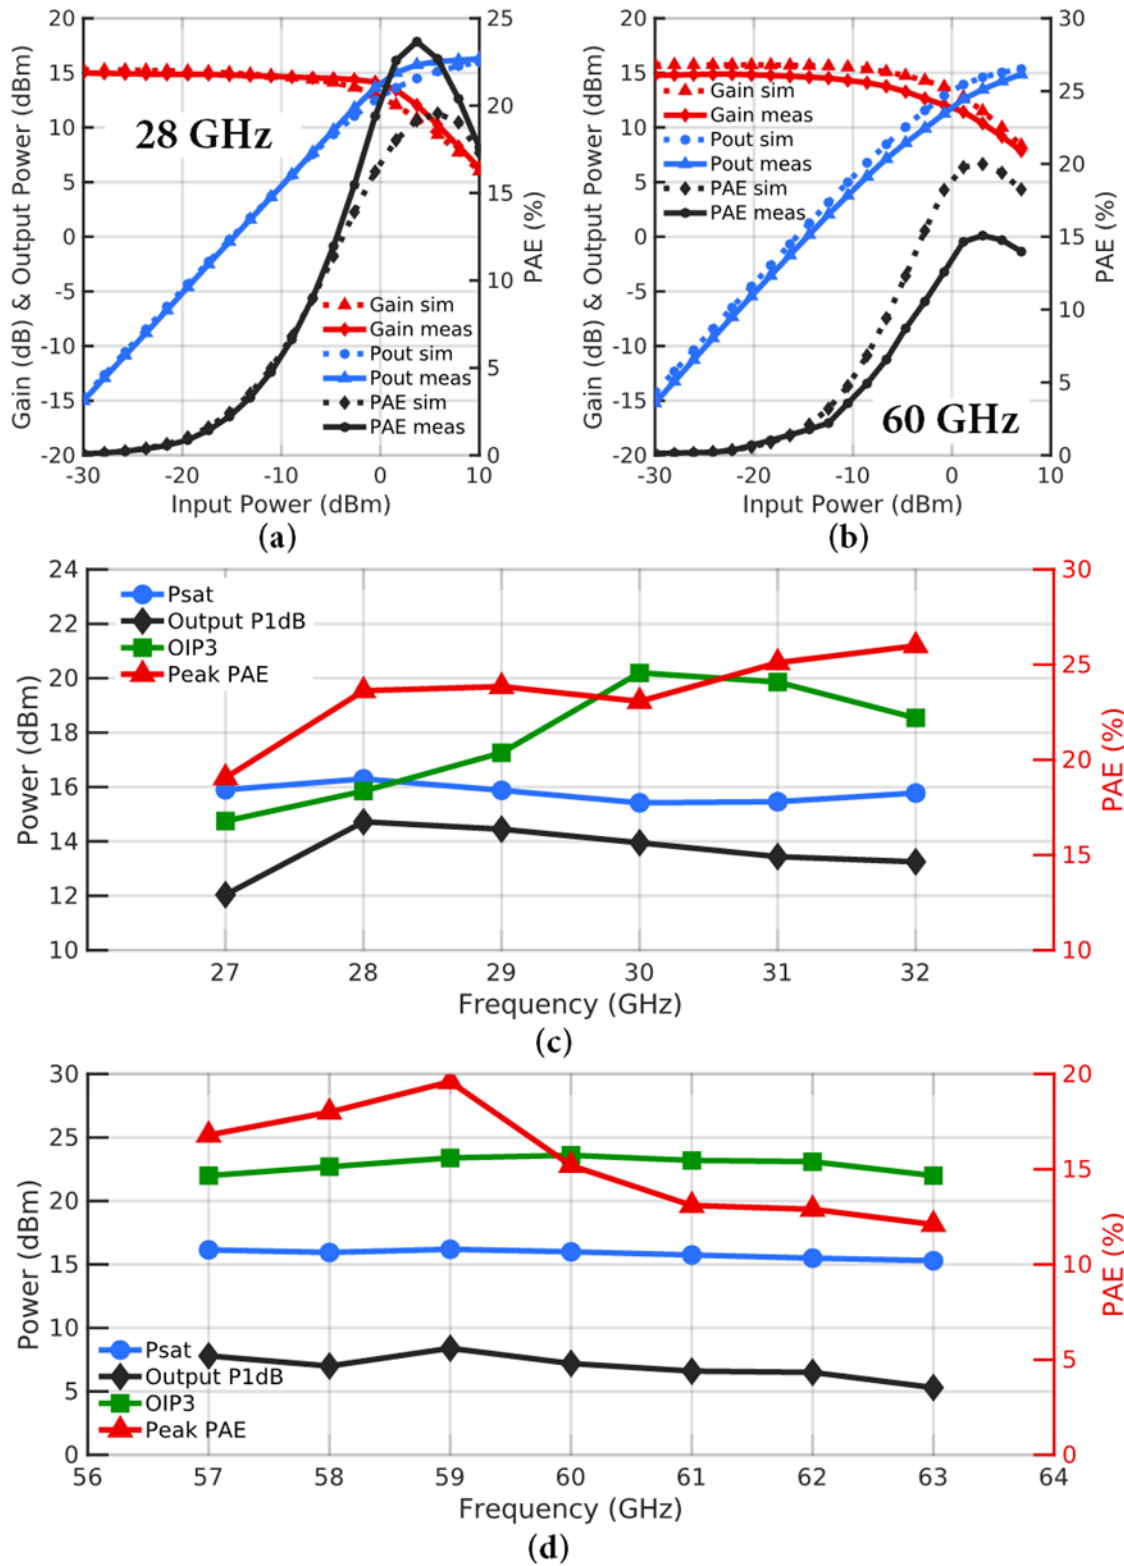 Gain (dB) & Output Power (dBm)
20
15
10
5
0
-5
-10
-15
-20
28 GHz
Gain sim
Gain meas
Pout sim
Pout meas
PAE sim
PAE meas
25
20
15
10
5
0
PAE (%)
-30 -20 -10 0 10
Input Power (dBm)
(a)
Gain (dB) & Output Power (dBm)
20
15
10
5
0
-5
-10
-15
-20
Gain sim
Gain meas
Pout sim
Pout meas
PAE sim
PAE meas
60 GHz
30
25
20
15
10
5
0
PAE (%)
-30 -20 -10 0 10
Input Power (dBm)
(b)
Power (dBm)
24
22
20
18
16
14
12
10
Psat
Output P1dB
OIP3
Peak PAE
30
25
20
15
10
PAE (%)
27 28 29 30 31 32
Frequency (GHz)
(c)
Power (dBm)
30
25
20
15
10
5
0
Psat
Output P1dB
OIP3
Peak PAE
20
15
10
5
0
PAE (%)
56 57 58 59 60 61 62 63 64
Frequency (GHz)
(d)